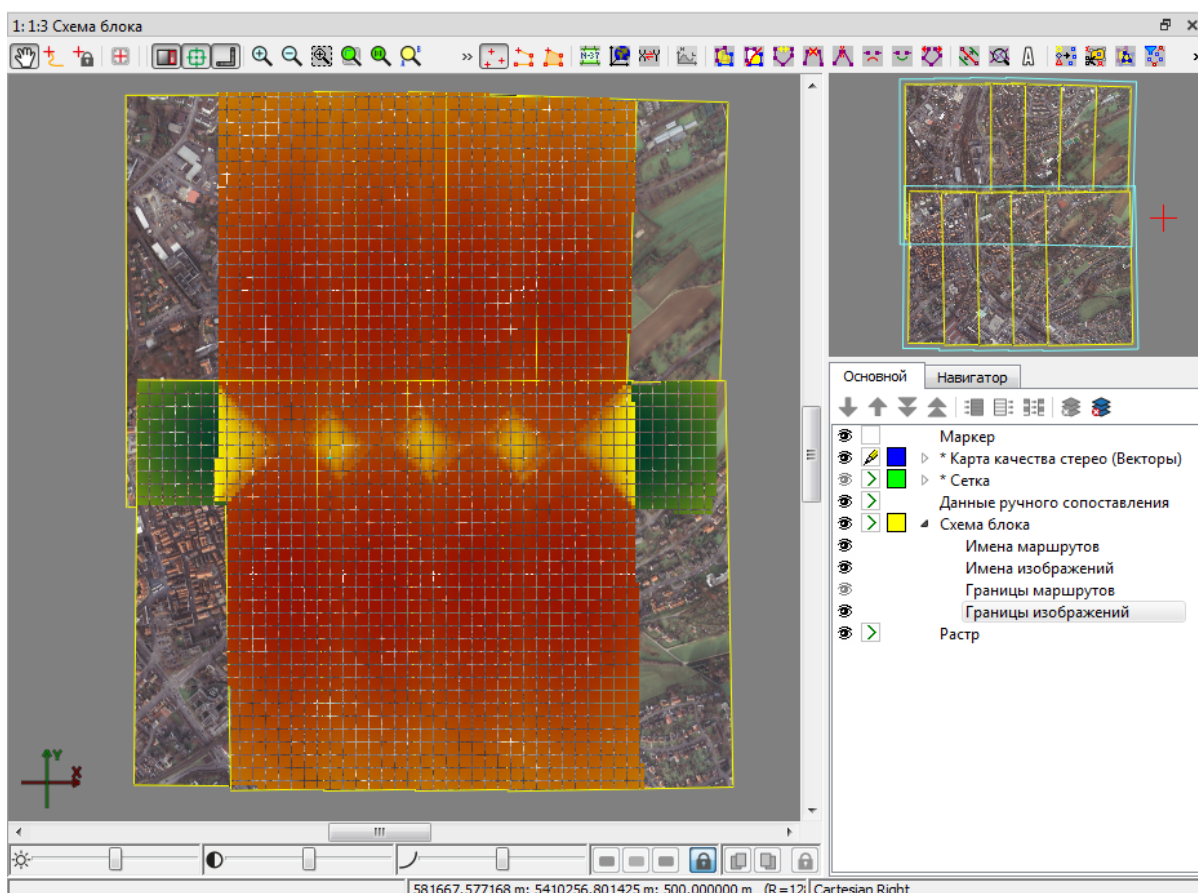 1: 1:3 Схема блока
Основной
Навигатор
Маркер
* Карта качества стерео (Векторы)
* Сетка
Данные ручного сопоставления
Схема блока
Имена маршрутов
Имена изображений
Границы маршрутов
Границы изображений
Растр
Y
X
581667,577168 m; 5410256,801425 m; 500,000000 m (R=12
Cartesian Right